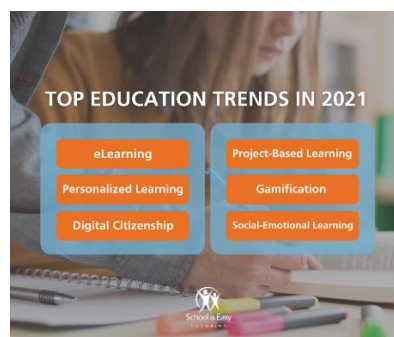 TOP EDUCATION TRENDS IN 2021
eLearning
Personalized Learning
Digital Citizenship
Project-Based Learning
Gamification
Social-Emotional Learning
School is Easy
TUTORING